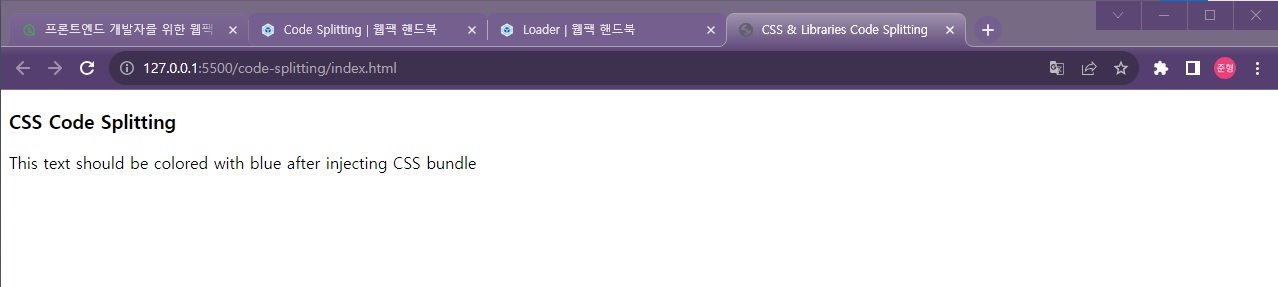 프론트엔드 개발자를 위한 웹팩
Code Splitting | 웹팩 핸드북
Loader | 웹팩 핸드북
CSS & Libraries Code Splitting
127.0.0.1:5500/code-splitting/index.html
준형
CSS Code Splitting
This text should be colored with blue after injecting CSS bundle